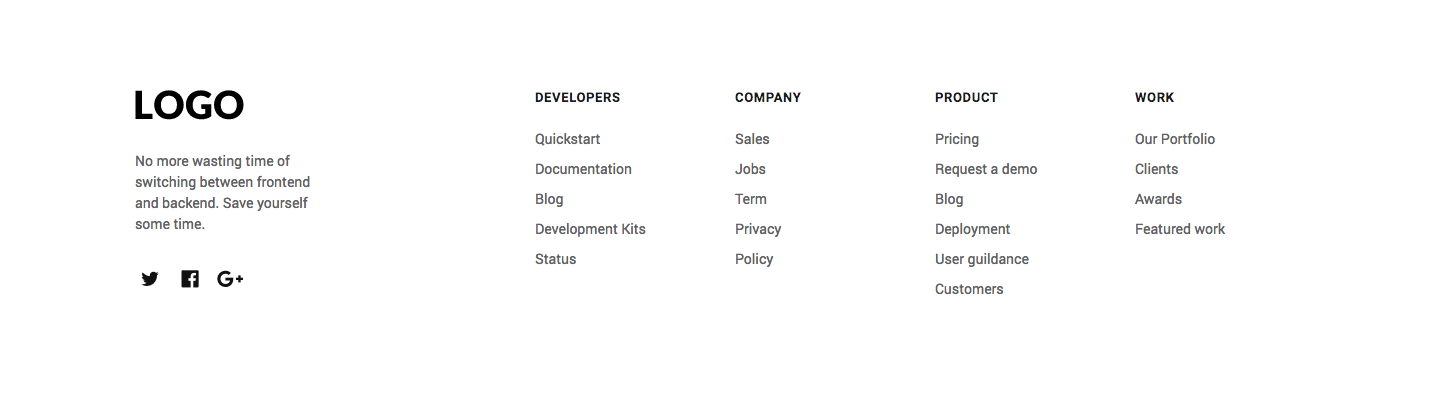 LOGO
No more wasting time of
switching between frontend
and backend. Save yourself
some time.
DEVELOPERS
Quickstart
Documentation
Blog
Development Kits
Status
COMPANY
Sales
Jobs
Term
Privacy
Policy
PRODUCT
Pricing
Request a demo
Blog
Deployment
User guildance
Customers
WORK
Our Portfolio
Clients
Awards
Featured work